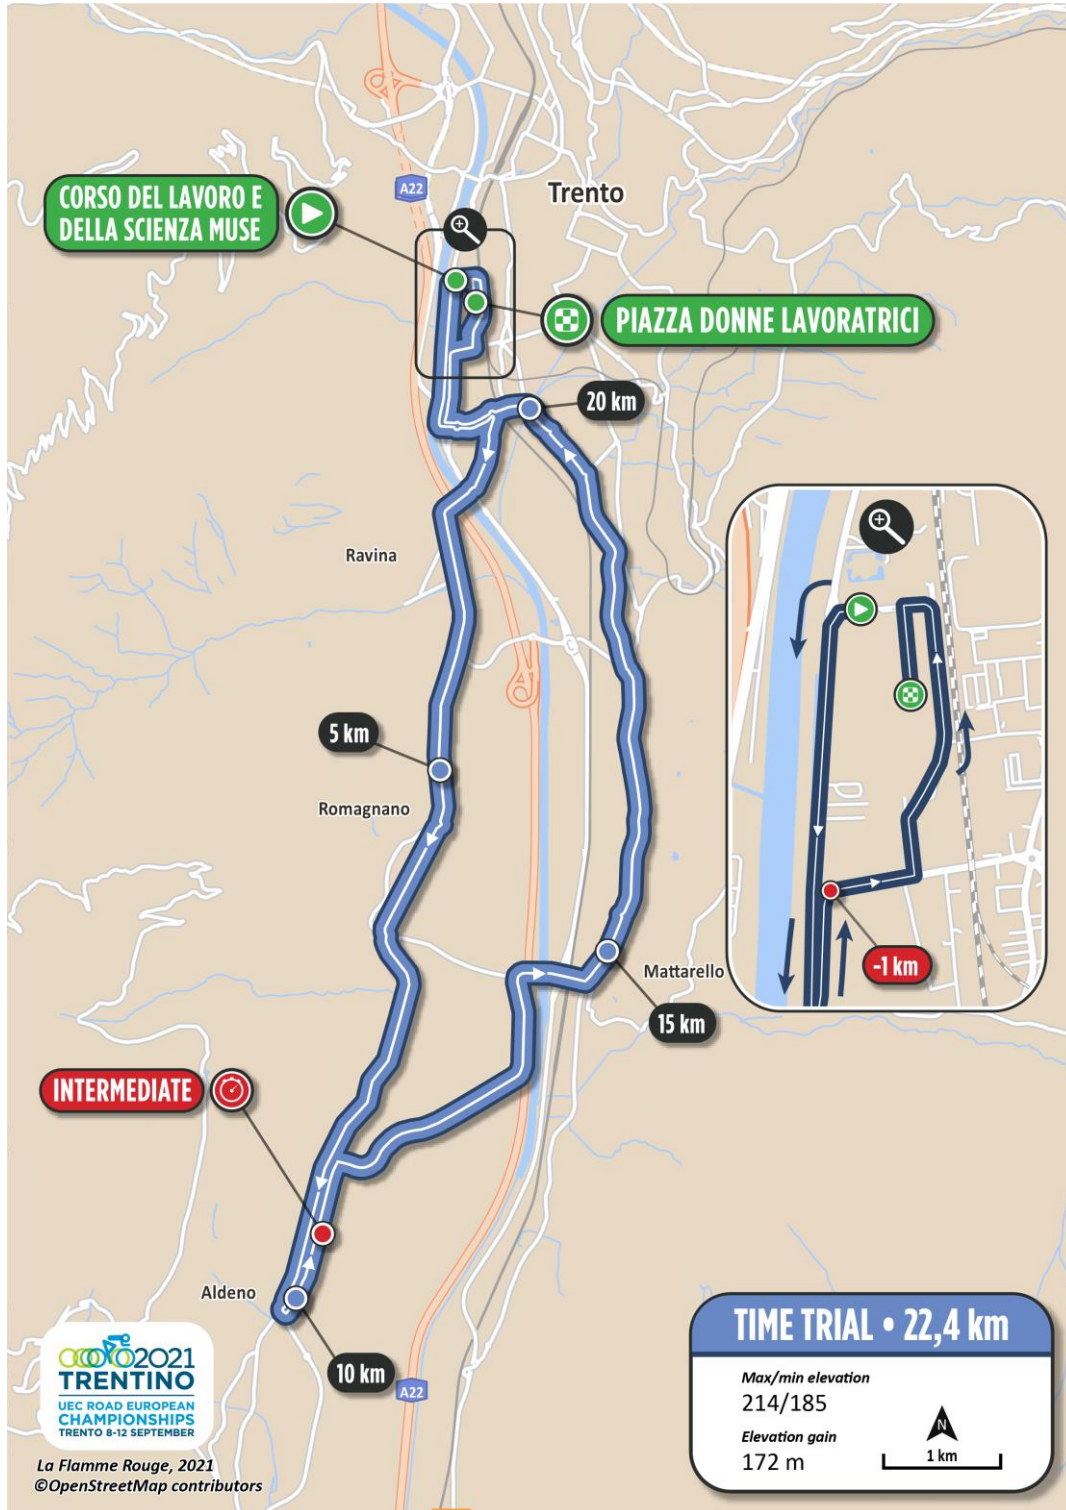 A22
Trento
CORSO DEL LAVORO E
DELLA SCIENZA MUSE
PIAZZA DONNE LAVORATRICI
20 km
Ravina
5 km
Romagnano
-1 km
Mattarello
15 km
INTERMEDIATE
Aldeno
10 km
A22
2021
TRENTINO
UEC ROAD EUROPEAN
CHAMPIONSHIPS
TRENTO 8-12 SEPTEMBER
La Flamme Rouge, 2021
©OpenStreetMap contributors
TIME TRIAL • 22,4 km
Max/min elevation
214/185
Elevation gain
172 m
N
1 km